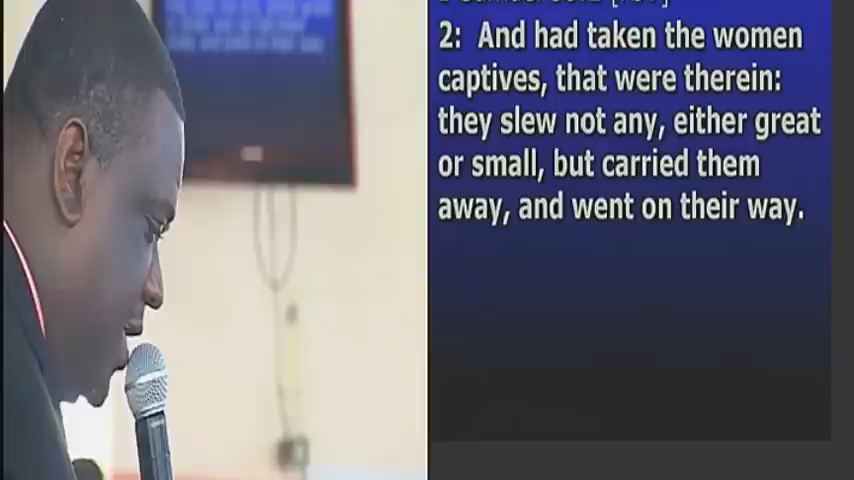 2: And had taken the women
captives, that were therein:
they slew not any, either great
or small, but carried them
away, and went on their way.